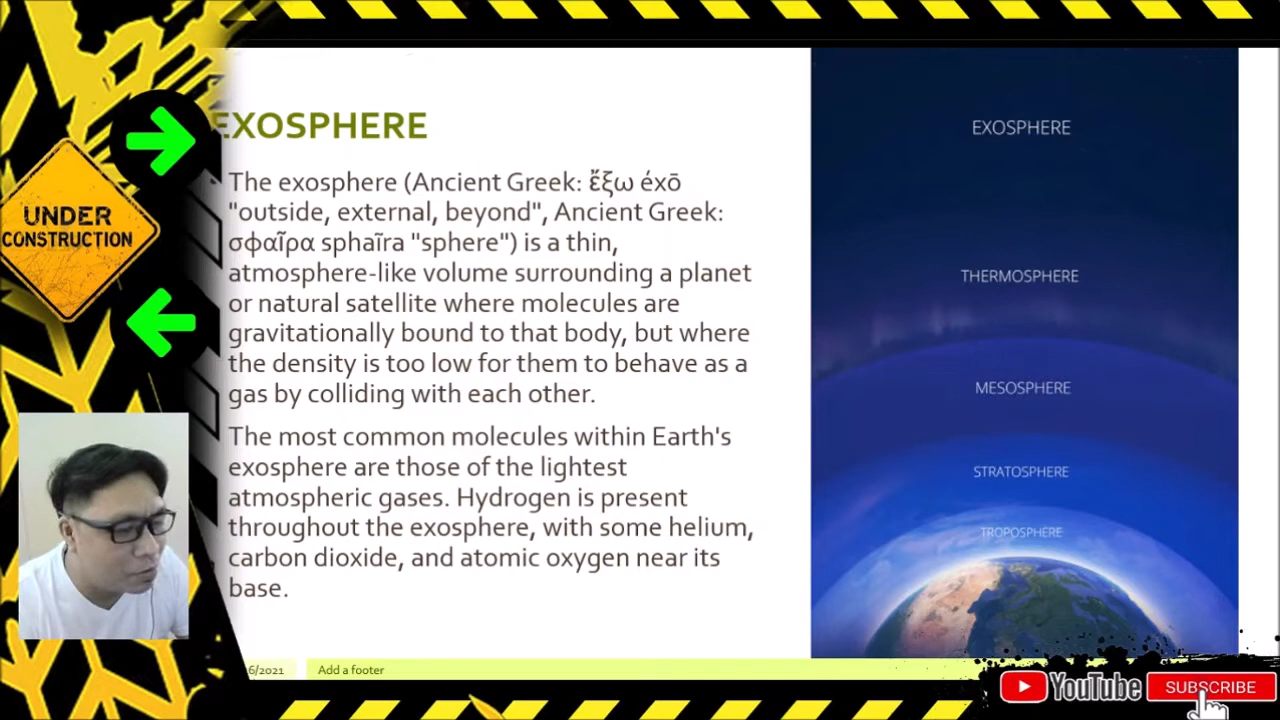 EXOSPHERE
The exosphere (Ancient Greek: ἔξω éxō
"outside, external, beyond", Ancient Greek:
σφαῖρα sphaĩra "sphere") is a thin,
atmosphere-like volume surrounding a planet
or natural satellite where molecules are
gravitationally bound to that body, but where
the density is too low for them to behave as a
gas by colliding with each other.
The most common molecules within Earth's
exosphere are those of the lightest
atmospheric gases. Hydrogen is present
throughout the exosphere, with some helium,
carbon dioxide, and atomic oxygen near its
base.
UNDER
CONSTRUCTION
EXOSPHERE
THERMOSPHERE
MESOSPHERE
STRATOSPHERE
TROPOSPHERE
6/2021
Add a footer
YouTube
SUBSCRIBE